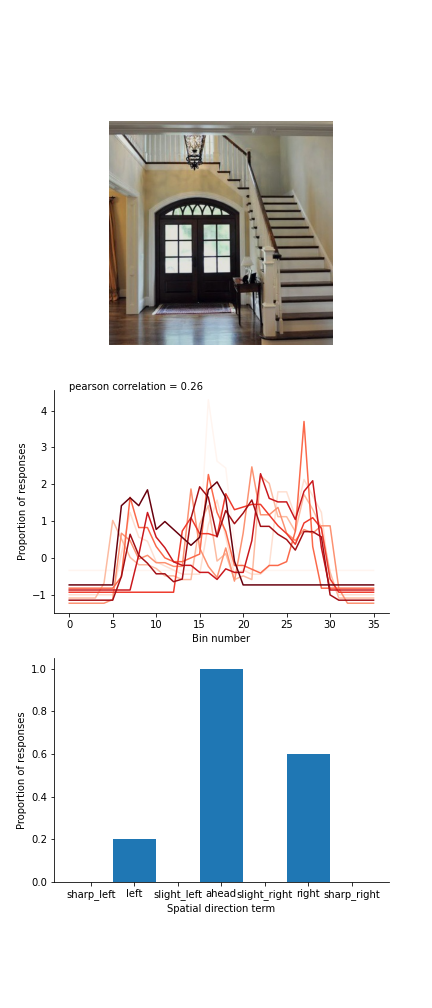 pearson correlation = 0.26
Proportion of responses
4
3
2
1
0
−1
0 5 10 15 20 25 30 35
Bin number
Proportion of responses
1.0
0.8
0.6
0.4
0.2
0.0
sharp_left left slight_left ahead slight_right right sharp_right
Spatial direction term